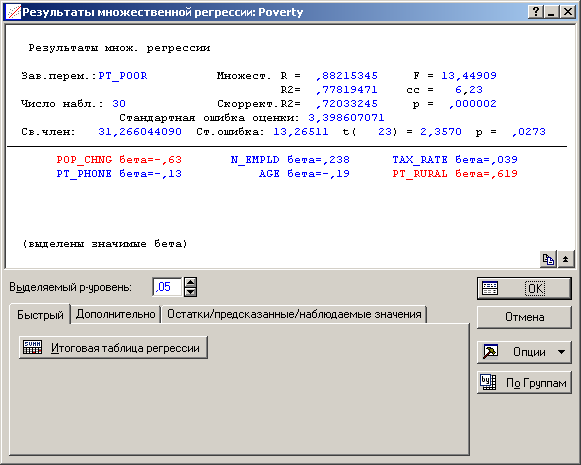 Результаты множественной регрессии: Poverty
Результаты множ. регрессии
Зав.перем.:PT_POOR Множест. R = ,88215345 F = 13,44909
R2= ,77819471 сс = 6,23
Число набл.: 30 Скоррект.R2= ,72033245 p = ,000002
Стандартная ошибка оценки: 3,398607071
Св.член: 31,266044090 Ст.ошибка: 13,26511 t( 23) = 2,3570 p = ,0273
POP_CHNG бета=-,63 N_EMPLD бета=,238 TAX_RATE бета=,039
PT_PHONE бета=-,13 AGE бета=-,19 PT_RURAL бета=,619
(выделены значимые бета)
Выделяемый p-уровень: ,05
OK
Быстрый Дополнительно Остатки/предсказанные/наблюдаемые значения
Отмена
SUMM Итоговая таблица регрессии
Опции
by По Группам